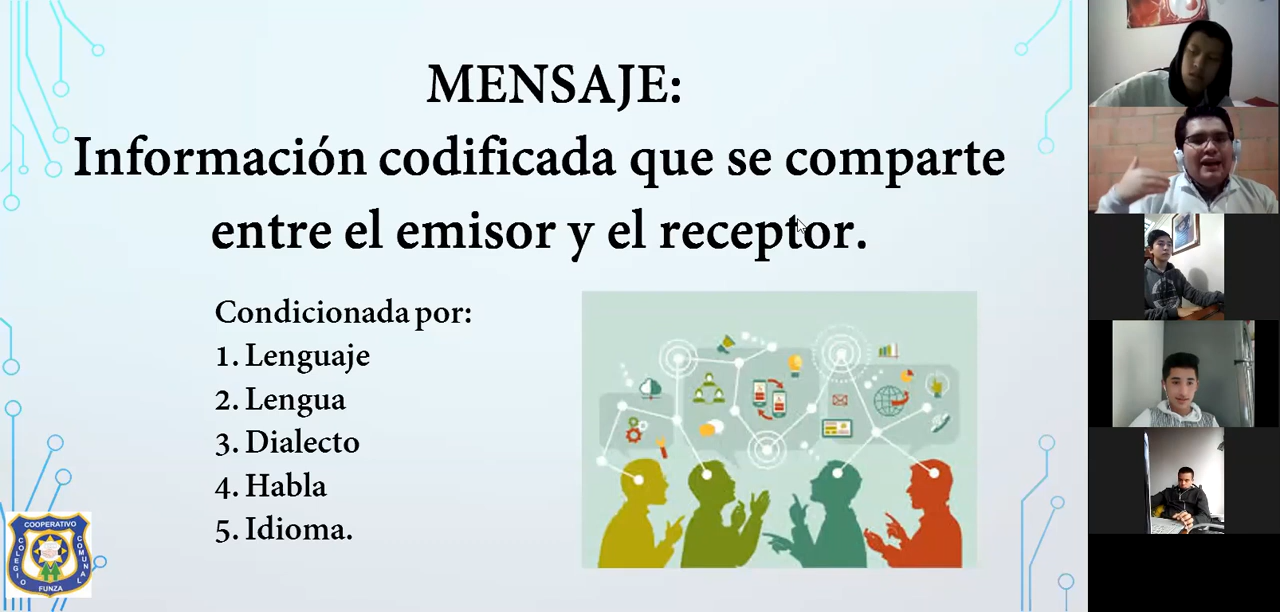 MENSAJE:
Información codificada que se comparte
entre el emisor y el receptor.
Condicionada por:
1. Lenguaje
2. Lengua
3. Dialecto
4. Habla
5. Idioma.
COOPERATIVO
COLEGIO
COMUNAL
FUNZA